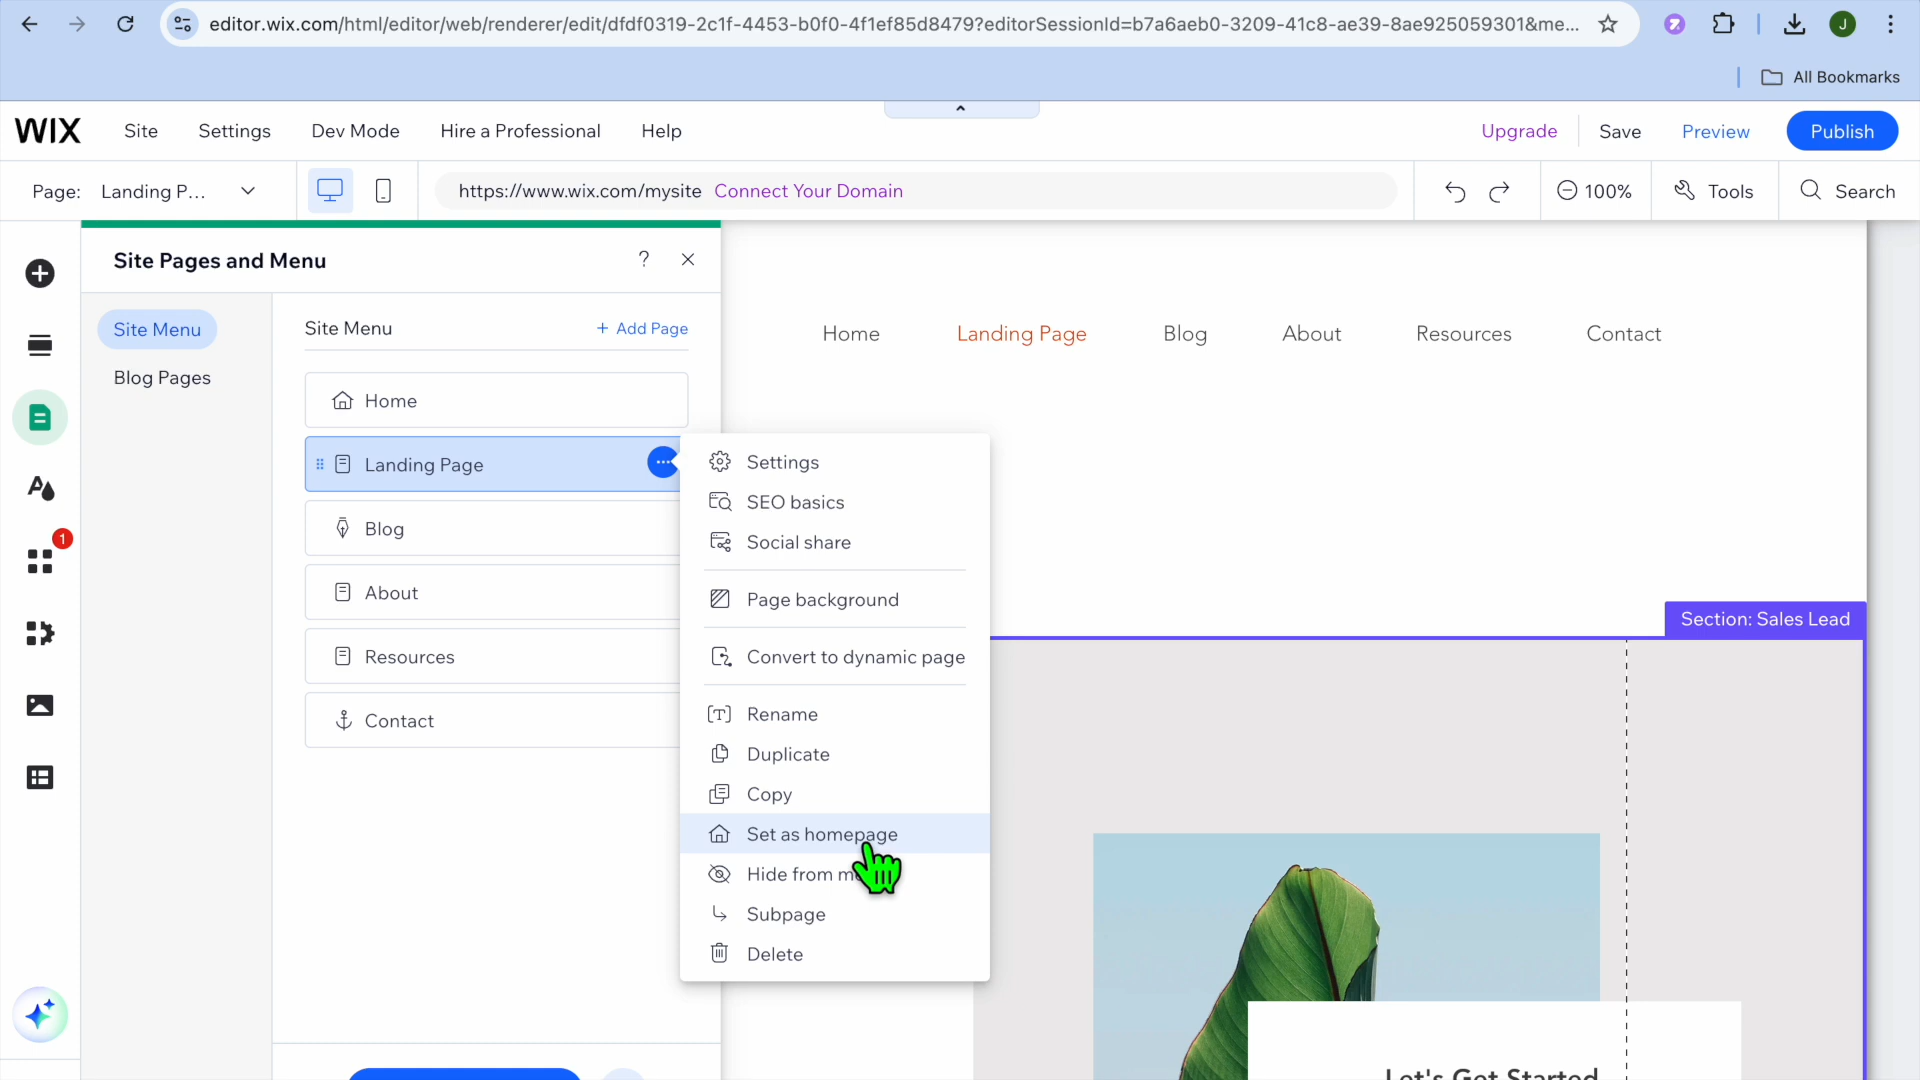 editor.wix.com/html/editor/web/renderer/edit/dfdf0319-2c1f-4453-b0f0-4f1ef85d8479?editorSessionId=b7a6aeb0-3209-41c8-ae39-8ae925059301&me...
J
All Bookmarks
WIX Site Settings Dev Mode Hire a Professional Help Upgrade Save Preview Publish
Page: Landing P... https://www.wix.com/mysite Connect Your Domain 100% Tools Search
Site Pages and Menu ?
Site Menu
Blog Pages
Site Menu + Add Page
Home
Landing Page
Blog
About
Resources
Contact
1
Settings
SEO basics
Social share
Page background
Convert to dynamic page
Rename
Duplicate
Copy
Set as homepage
Hide from
Subpage
Delete
Home Landing Page Blog About Resources Contact
Section: Sales Lead
Let's Get Started